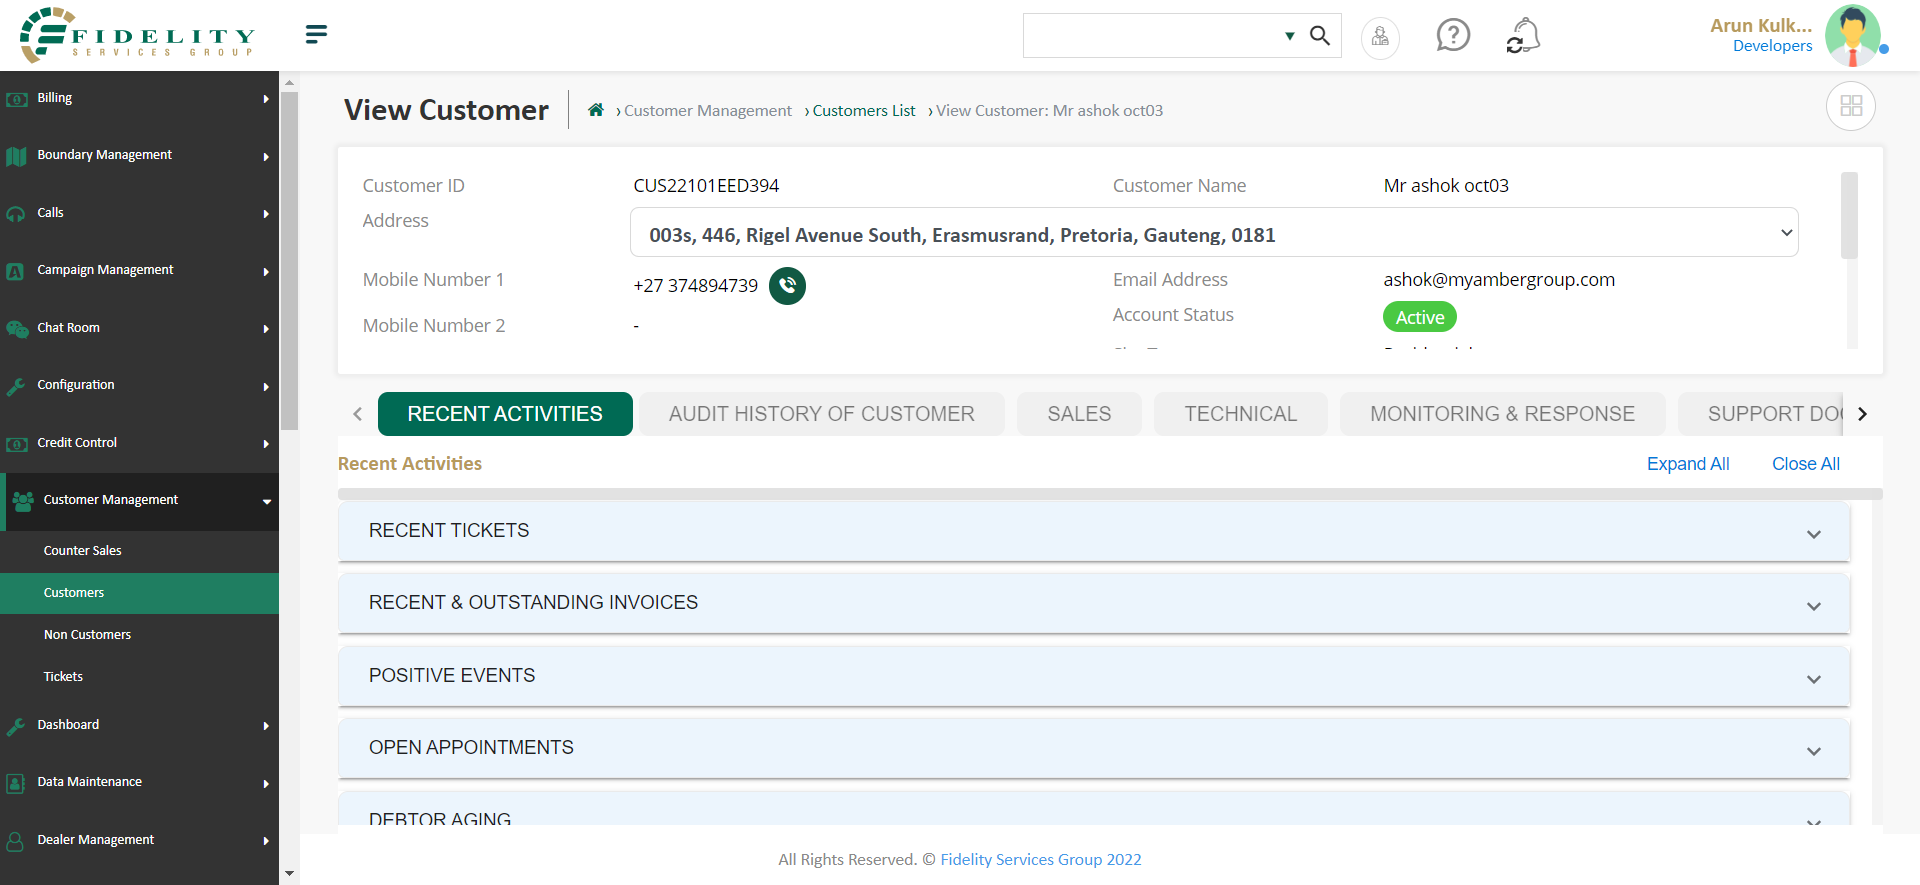 FIDELITY
SERVICES GROUP
Arun Kulk...
Developers
Billing
Boundary Management
Calls
Campaign Management
Chat Room
Configuration
Credit Control
Customer Management
Counter Sales
Customers
Non Customers
Tickets
Dashboard
Data Maintenance
Dealer Management
View Customer
› Customer Management › Customers List › View Customer: Mr ashok oct03
Customer ID CUS22101EED394 Customer Name Mr ashok oct03
Address 003s, 446, Rigel Avenue South, Erasmusrand, Pretoria, Gauteng, 0181
Mobile Number 1 +27 374894739 Email Address ashok@myambergroup.com
Account Status Active
Mobile Number 2 -
RECENT ACTIVITIES AUDIT HISTORY OF CUSTOMER SALES TECHNICAL MONITORING & RESPONSE SUPPORT DOC
Recent Activities Expand All Close All
RECENT TICKETS
RECENT & OUTSTANDING INVOICES
POSITIVE EVENTS
OPEN APPOINTMENTS
DEBTOR AGING
All Rights Reserved. © Fidelity Services Group 2022